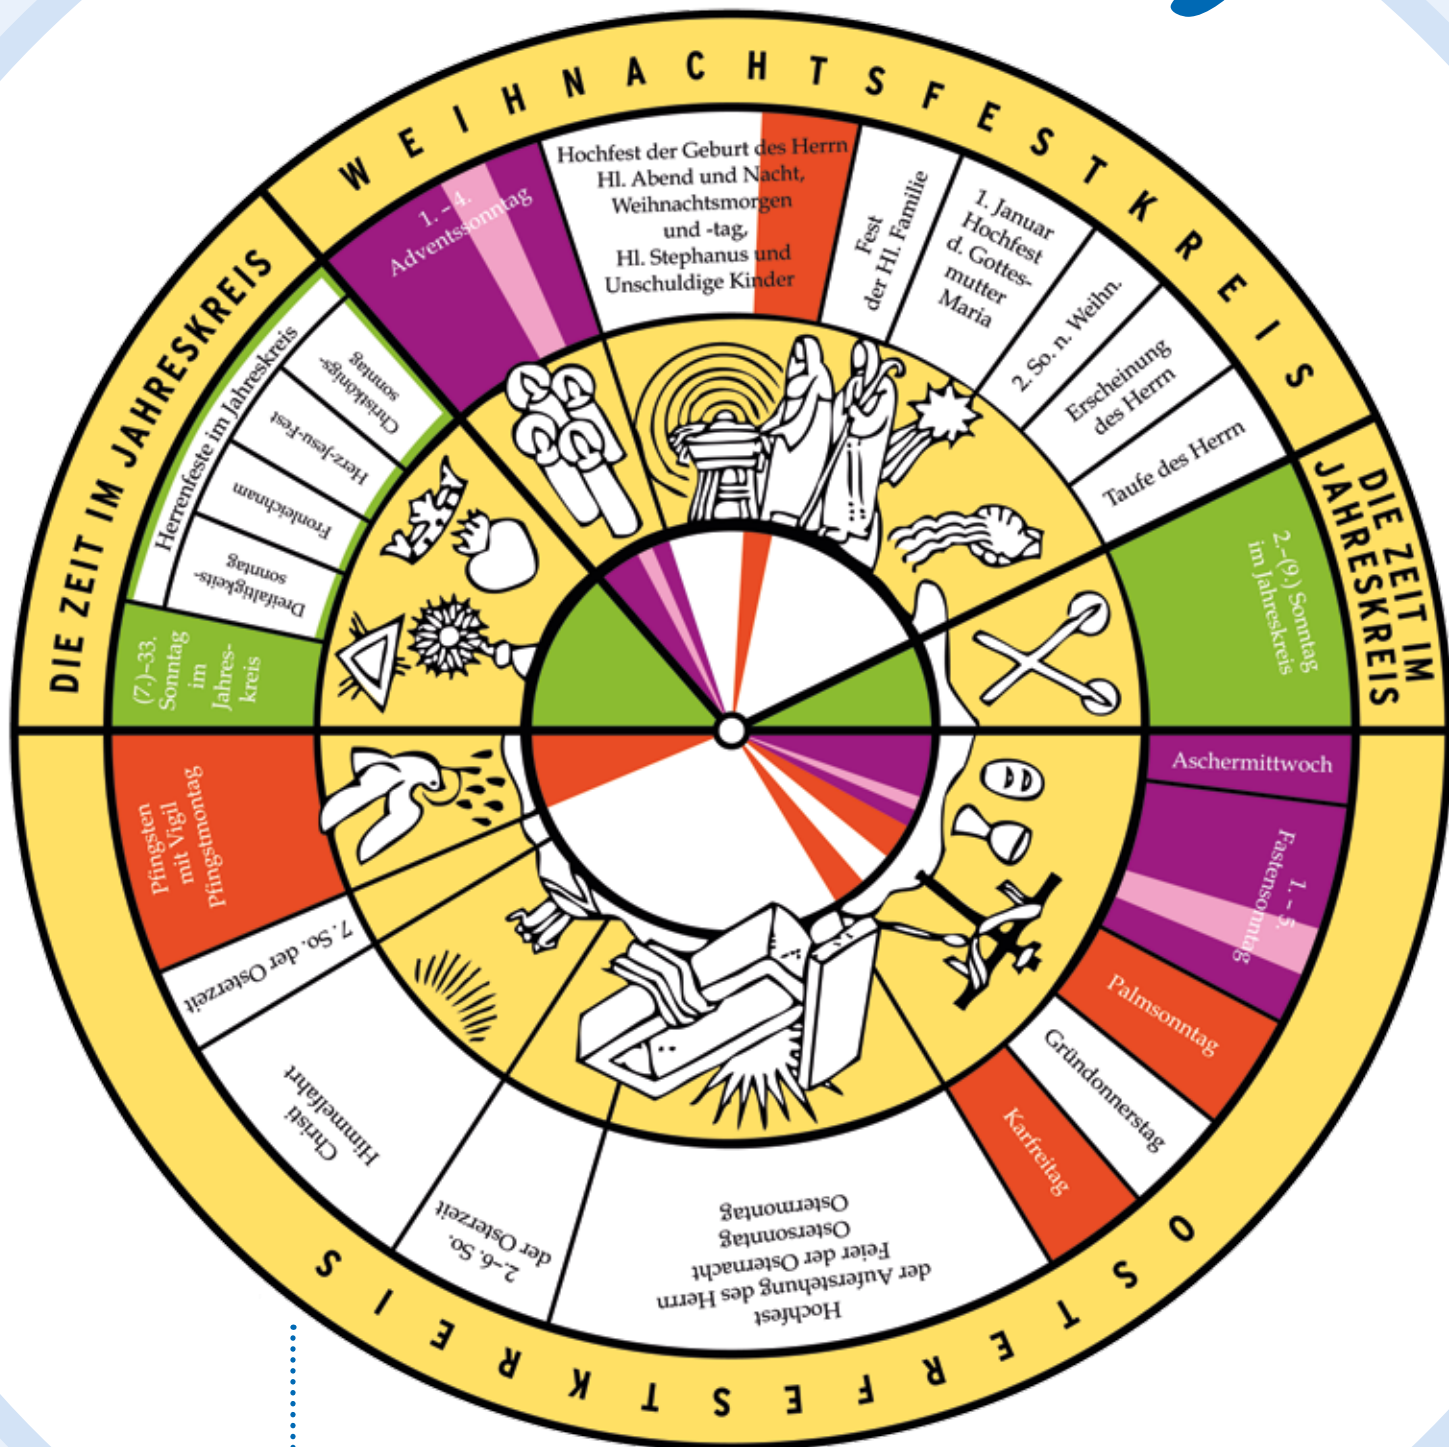 WEIHNACHTSFESTKREIS
1. – 4.
Adventssonntag
Hochfest der Geburt des Herrn
Hl. Abend und Nacht,
Weihnachtsmorgen
und -tag,
Hl. Stephanus und
Unschuldige Kinder
Fest
der Hl. Familie
1. Januar
Hochfest
d. Gottes-
mutter
Maria
2. So. n. Weihn.
Erscheinung
des Herrn
Taufe des Herrn
DIE ZEIT IM
JAHRESKREIS
2.–(9.) Sonntag
im Jahreskreis
OSTERFESTKREIS
Aschermittwoch
1. – 5.
Fastensonntag
Palmsonntag
Gründonnerstag
Karfreitag
Hochfest
der Auferstehung des Herrn
Feier der Osternacht
Ostersonntag
Ostermontag
2.–6. So.
der Osterzeit
Christi
Himmelfahrt
7. So. der Osterzeit
Pfingsten
mit Vigil
Pfingstmontag
DIE ZEIT IM JAHRESKREIS
(7.)–33.
Sonntag
im
Jahres-
kreis
Herrenfeste im Jahreskreis
Dreifaltigkeits-
sonntag
Fronleichnam
Herz-Jesu-Fest
Christkönigs-
sonntag